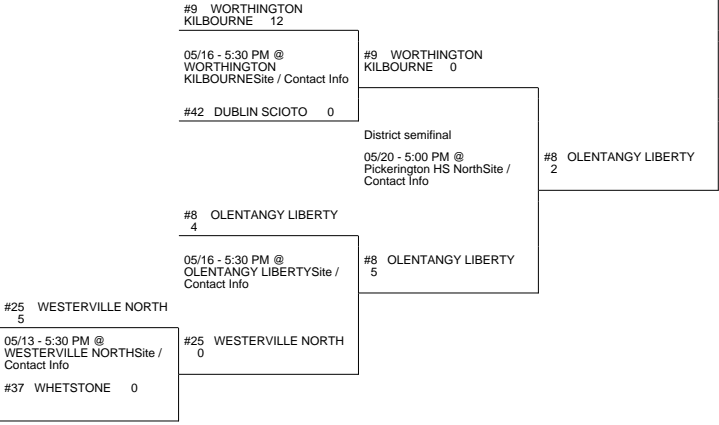 #9 WORTHINGTON
KILBOURNE 12
05/16 - 5:30 PM @
WORTHINGTON
KILBOURNESite / Contact Info
#42 DUBLIN SCIOTO 0
#9 WORTHINGTON
KILBOURNE 0
District semifinal
05/20 - 5:00 PM @
Pickerington HS NorthSite /
Contact Info
#8 OLENTANGY LIBERTY
2
#8 OLENTANGY LIBERTY
4
05/16 - 5:30 PM @
OLENTANGY LIBERTYSite /
Contact Info
#8 OLENTANGY LIBERTY
5
#25 WESTERVILLE NORTH
5
05/13 - 5:30 PM @
WESTERVILLE NORTHSite /
Contact Info
#37 WHETSTONE 0
#25 WESTERVILLE NORTH
0